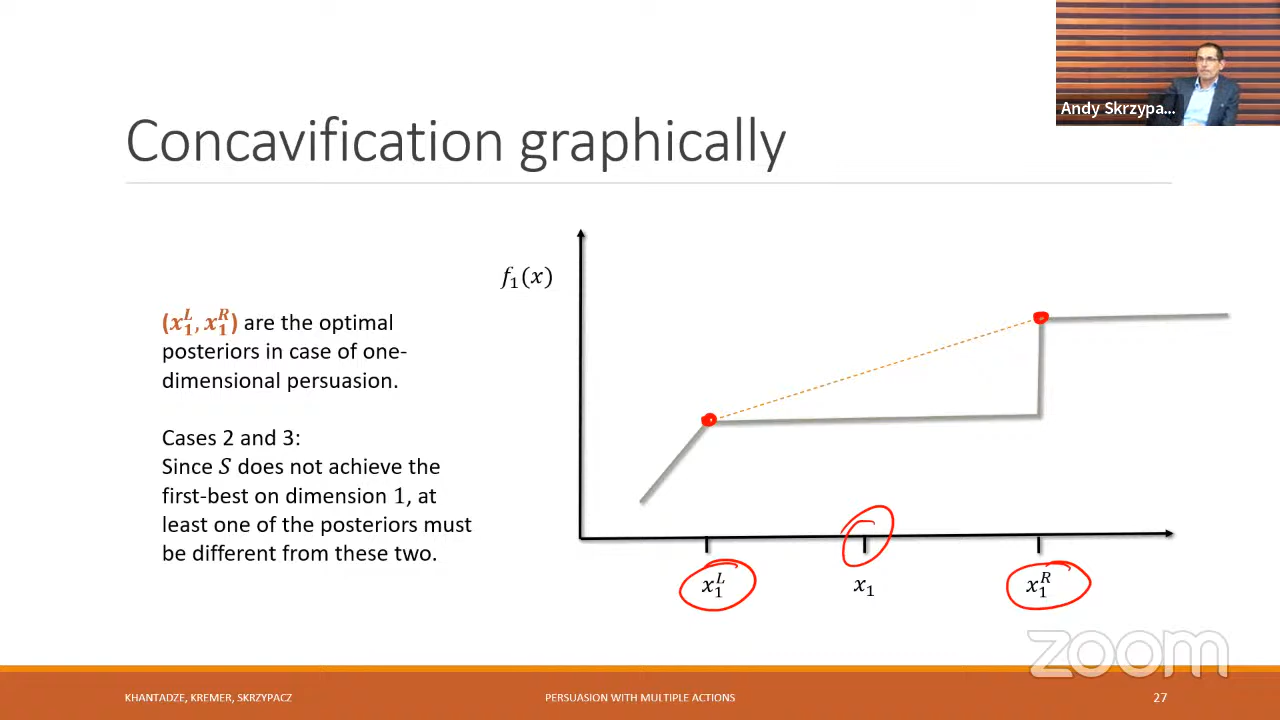 Andy Skrzypa...
Concavification graphically
f₁(x)
(x₁ᴸ, x₁ᴿ) are the optimal
posteriors in case of one-
dimensional persuasion.
Cases 2 and 3:
Since S does not achieve the
first-best on dimension 1, at
least one of the posteriors must
be different from these two.
x₁ᴸ
x₁
x₁ᴿ
zoom
KHANTADZE, KREMER, SKRZYPACZ
PERSUASION WITH MULTIPLE ACTIONS
27